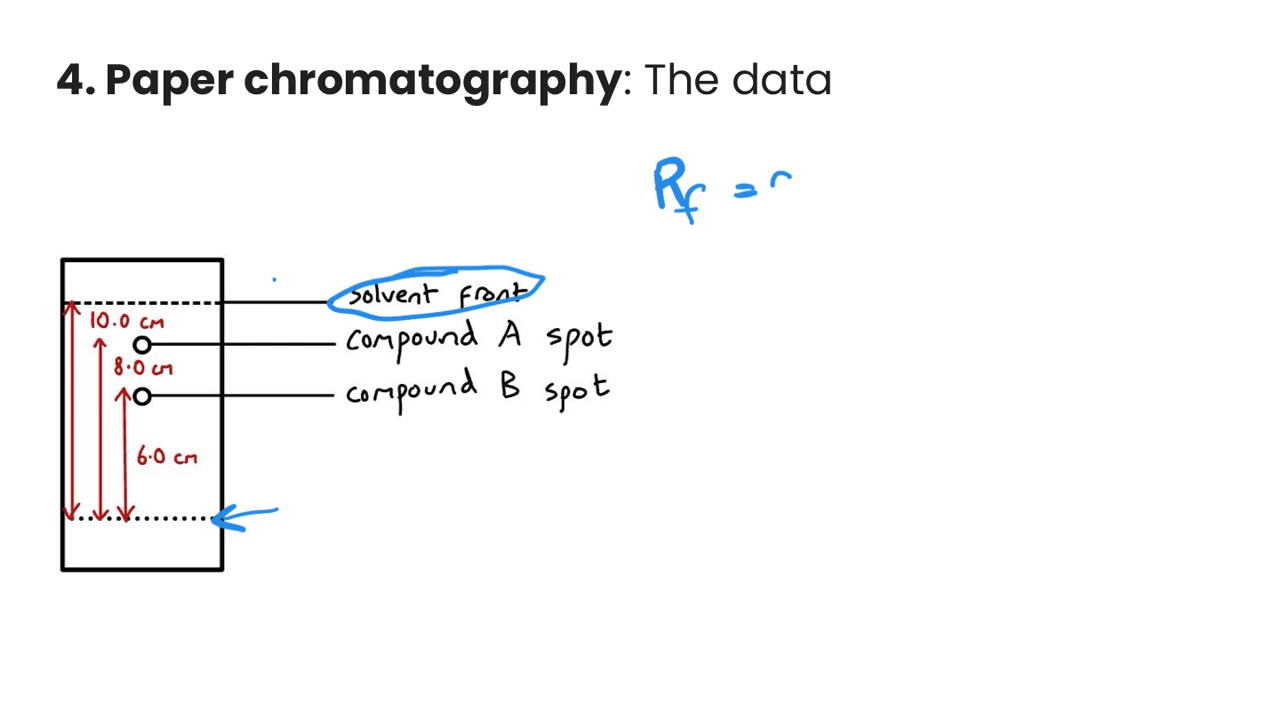 4. Paper chromatography: The data
Rf =
solvent front
10.0 cm
compound A spot
8.0 cm
compound B spot
6.0 cm